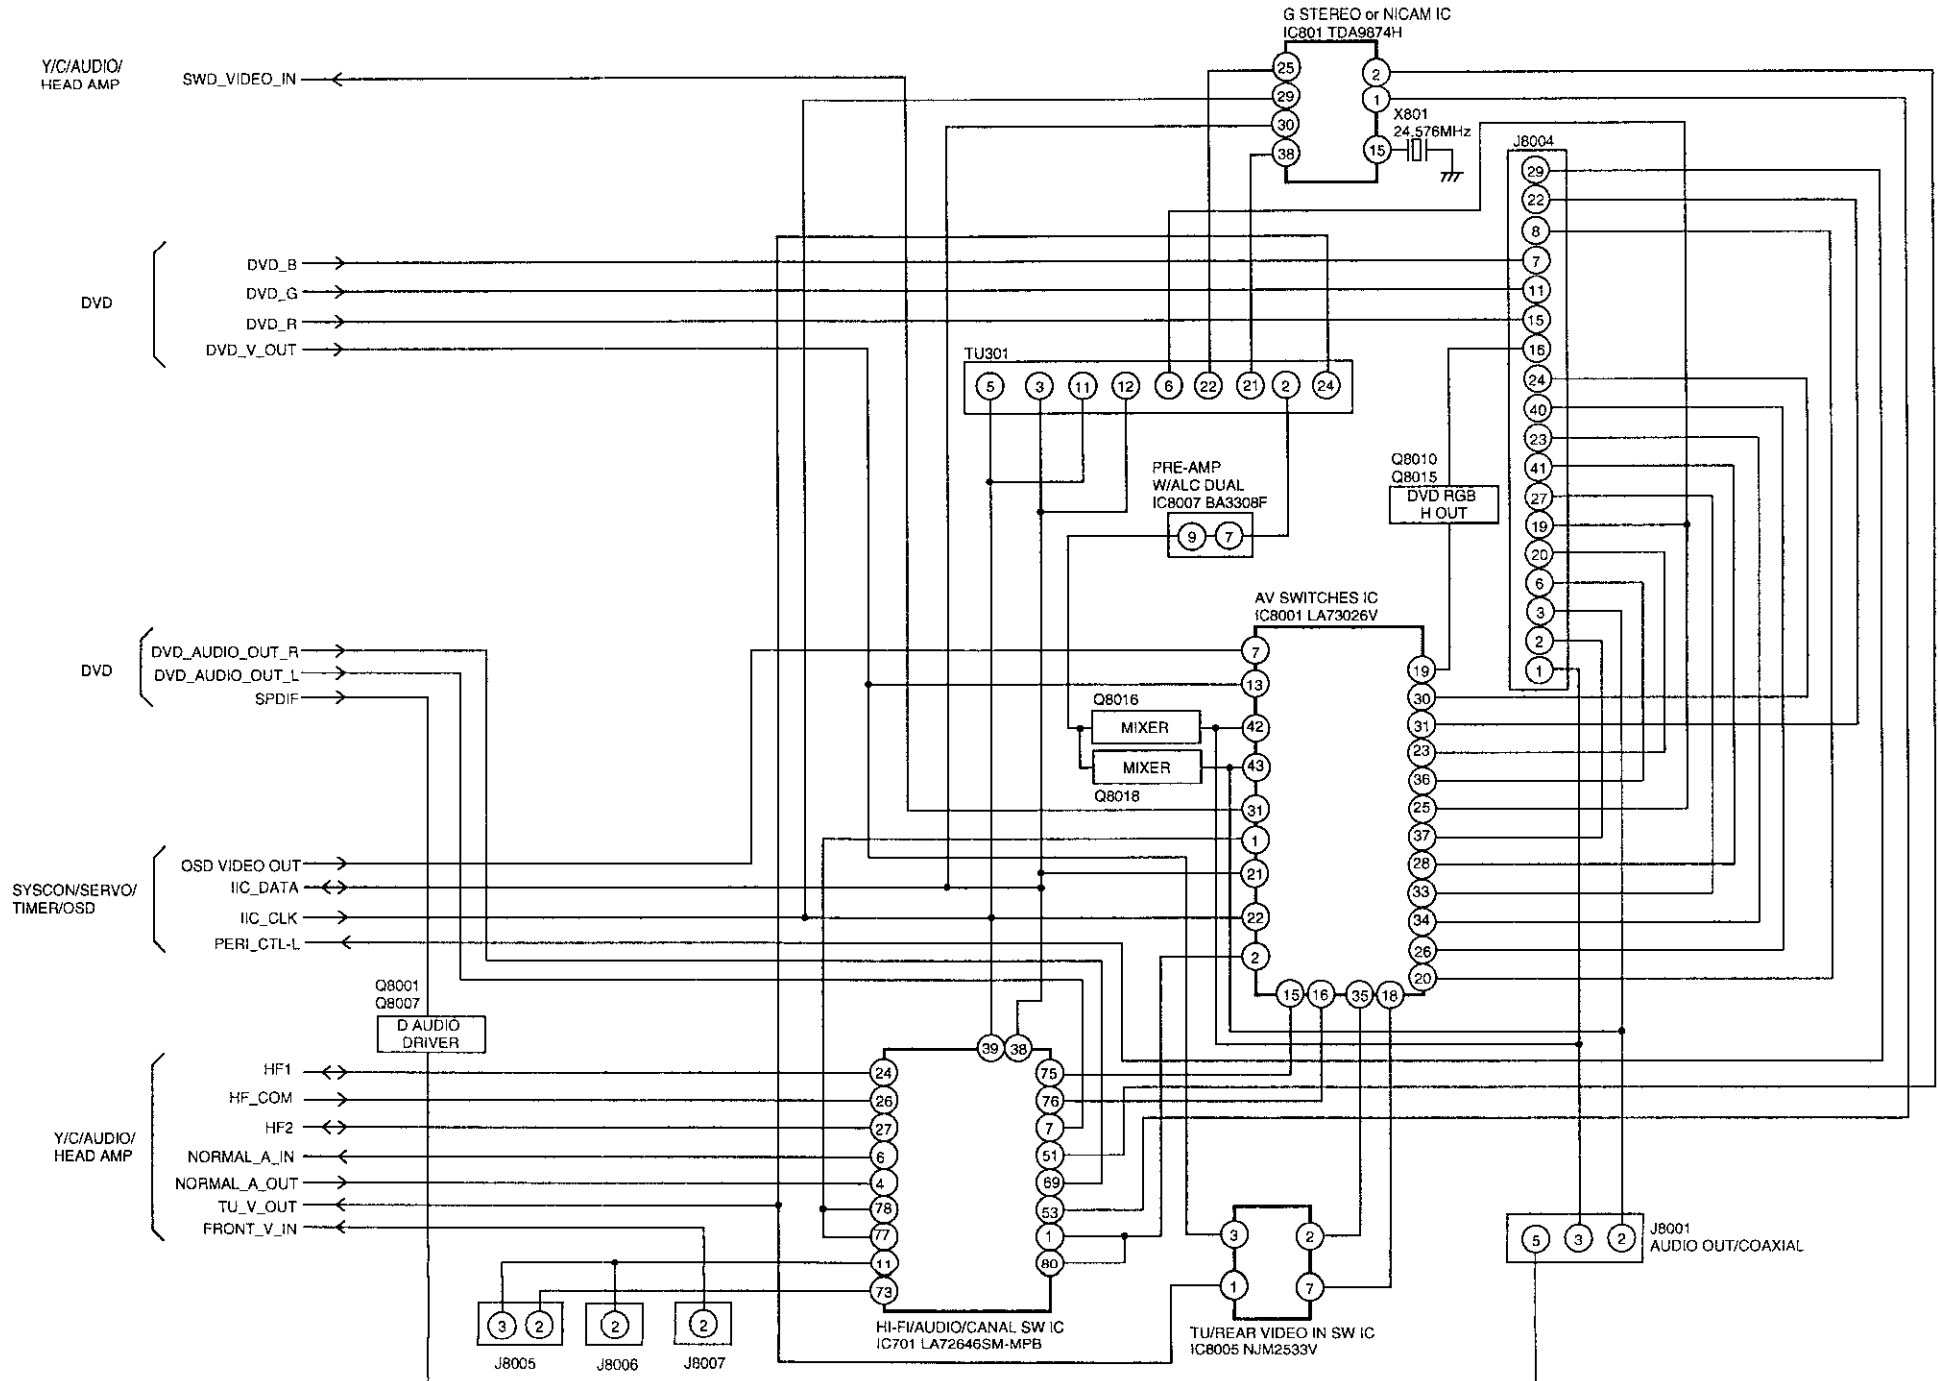 G STEREO or NICAM IC
IC801 TDA9874H
25
29
30
38
2
1
15
X801
24.576MHz
Y/C/AUDIO/
HEAD AMP
SWD_VIDEO_IN
J8004
29
22
8
7
11
15
16
24
40
23
41
27
19
20
6
3
2
1
DVD
DVD_B
DVD_G
DVD_R
DVD_V_OUT
TU301
5
3
11
12
6
22
21
2
24
PRE-AMP
W/ALC DUAL
IC8007 BA3308F
9
7
Q8010
Q8015
DVD RGB
H OUT
AV SWITCHES IC
IC8001 LA73026V
7
13
42
43
31
1
21
22
2
15
16
35
18
19
30
31
23
36
25
37
28
33
34
26
20
Q8016
MIXER
MIXER
Q8018
DVD
DVD_AUDIO_OUT_R
DVD_AUDIO_OUT_L
SPDIF
SYSCON/SERVO/
TIMER/OSD
OSD VIDEO OUT
IIC_DATA
IIC_CLK
PERI_CTL-L
Q8001
Q8007
D AUDIO
DRIVER
Y/C/AUDIO/
HEAD AMP
HF1
HF_COM
HF2
NORMAL_A_IN
NORMAL_A_OUT
TU_V_OUT
FRONT_V_IN
39
38
24
26
27
6
4
78
77
11
73
75
76
7
51
69
53
1
80
HI-FI/AUDIO/CANAL SW IC
IC701 LA72646SM-MPB
3
2
J8005
2
J8006
2
J8007
3
1
2
7
TU/REAR VIDEO IN SW IC
IC8005 NJM2533V
5
3
2
J8001
AUDIO OUT/COAXIAL